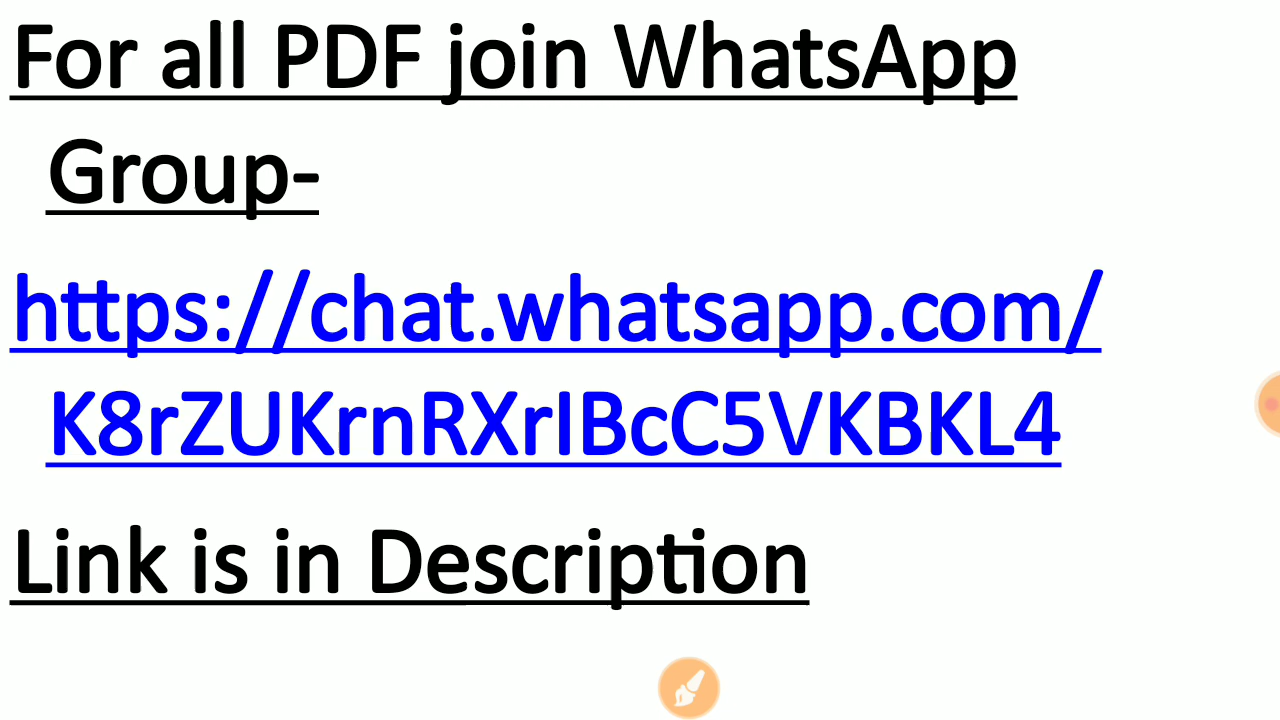 For all PDF join WhatsApp
Group-
https://chat.whatsapp.com/
K8rZUKrnRXrIBcC5VKBKL4
Link is in Description